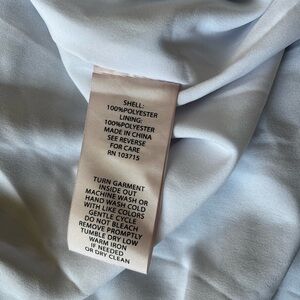 SHELL:
100%POLYESTER
LINING:
100%POLYESTER
MADE IN CHINA
SEE REVERSE
FOR CARE
RN 103715
TURN GARMENT
INSIDE OUT
MACHINE WASH OR
HAND WASH COLD
WITH LIKE COLORS
GENTLE CYCLE
DO NOT BLEACH
REMOVE PROMPTLY
TUMBLE DRY LOW
WARM IRON
IF NEEDED
OR DRY CLEAN